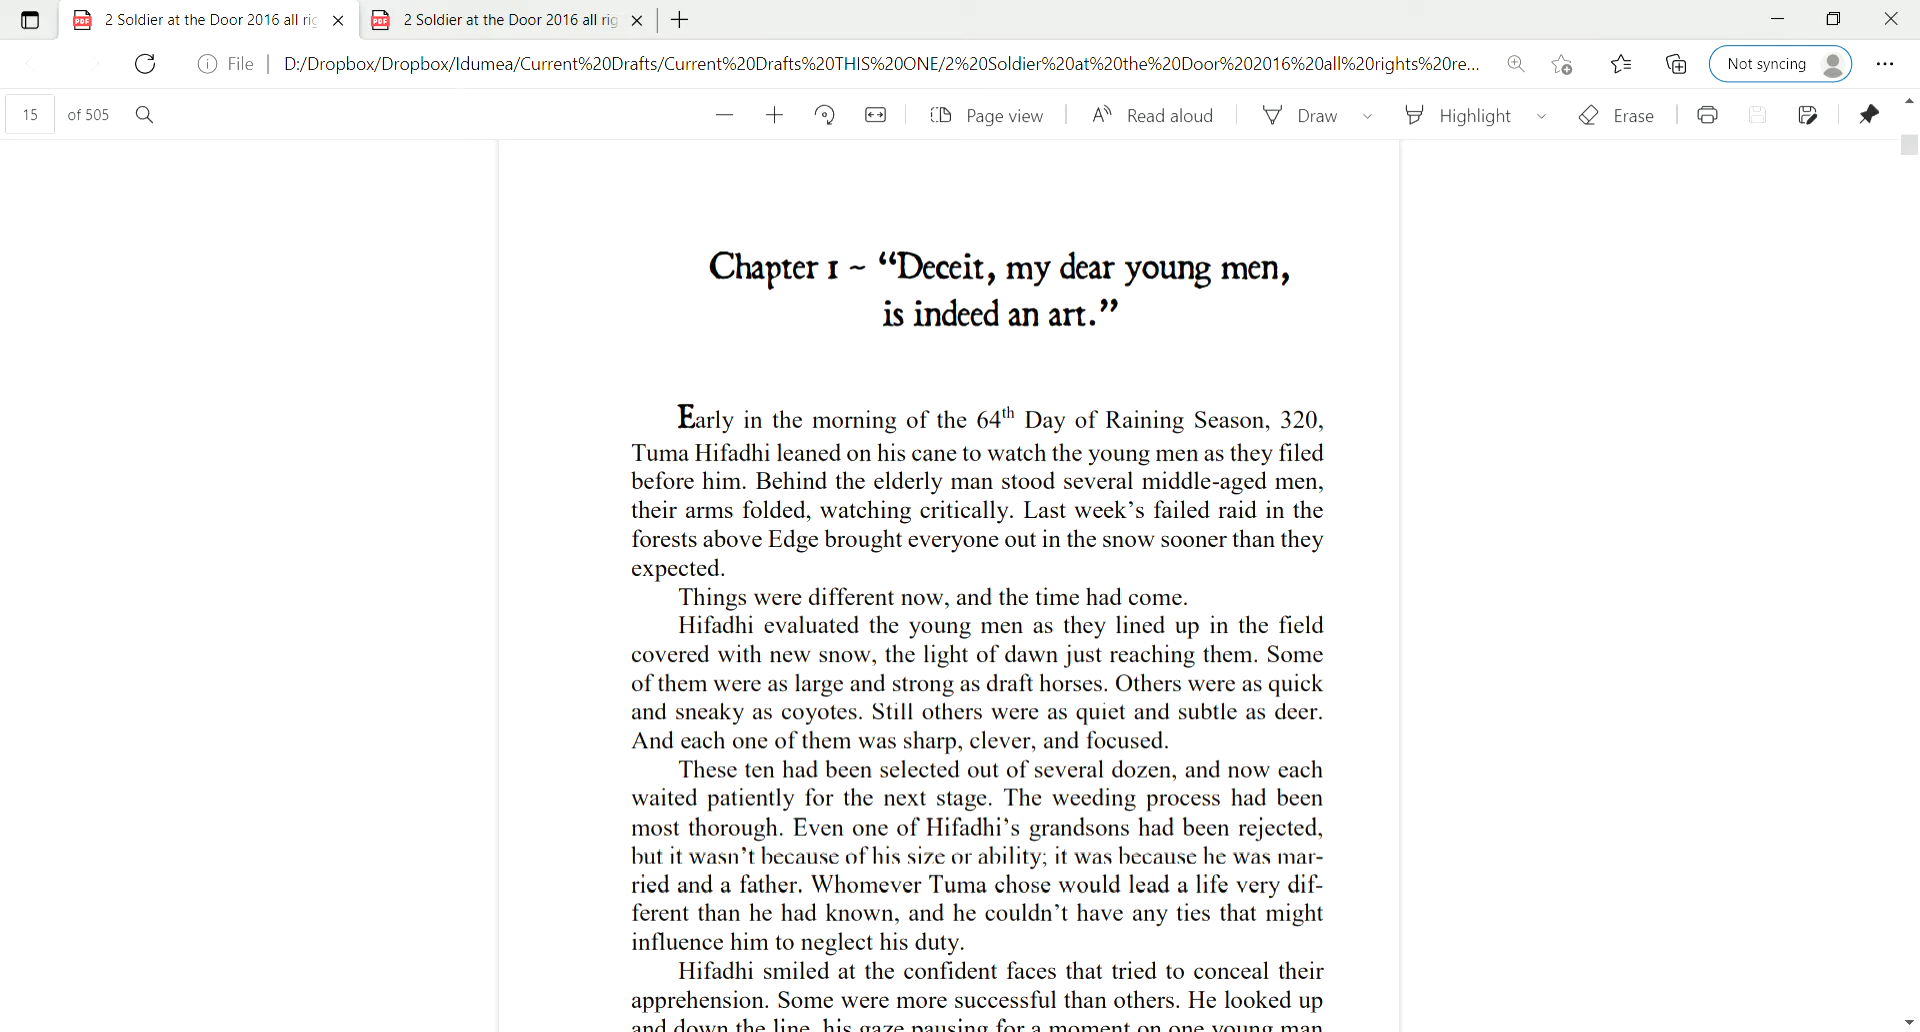 2 Soldier at the Door 2016 all rig
2 Soldier at the Door 2016 all rig
File
D:/Dropbox/Dropbox/Idumea/Current%20Drafts/Current%20Drafts%20THIS%20ONE/2%20Soldier%20at%20the%20Door%202016%20all%20rights%20re...
Not syncing
15 of 505
Page view
Read aloud
Draw
Highlight
Erase
Chapter 1 ~ “Deceit, my dear young men,
is indeed an art.”
Early in the morning of the 64th Day of Raining Season, 320,
Tuma Hifadhi leaned on his cane to watch the young men as they filed
before him. Behind the elderly man stood several middle-aged men,
their arms folded, watching critically. Last week’s failed raid in the
forests above Edge brought everyone out in the snow sooner than they
expected.
Things were different now, and the time had come.
Hifadhi evaluated the young men as they lined up in the field
covered with new snow, the light of dawn just reaching them. Some
of them were as large and strong as draft horses. Others were as quick
and sneaky as coyotes. Still others were as quiet and subtle as deer.
And each one of them was sharp, clever, and focused.
These ten had been selected out of several dozen, and now each
waited patiently for the next stage. The weeding process had been
most thorough. Even one of Hifadhi’s grandsons had been rejected,
but it wasn’t because of his size or ability; it was because he was mar-
ried and a father. Whomever Tuma chose would lead a life very dif-
ferent than he had known, and he couldn’t have any ties that might
influence him to neglect his duty.
Hifadhi smiled at the confident faces that tried to conceal their
apprehension. Some were more successful than others. He looked up
and down the line, his gaze pausing for a moment on one young man